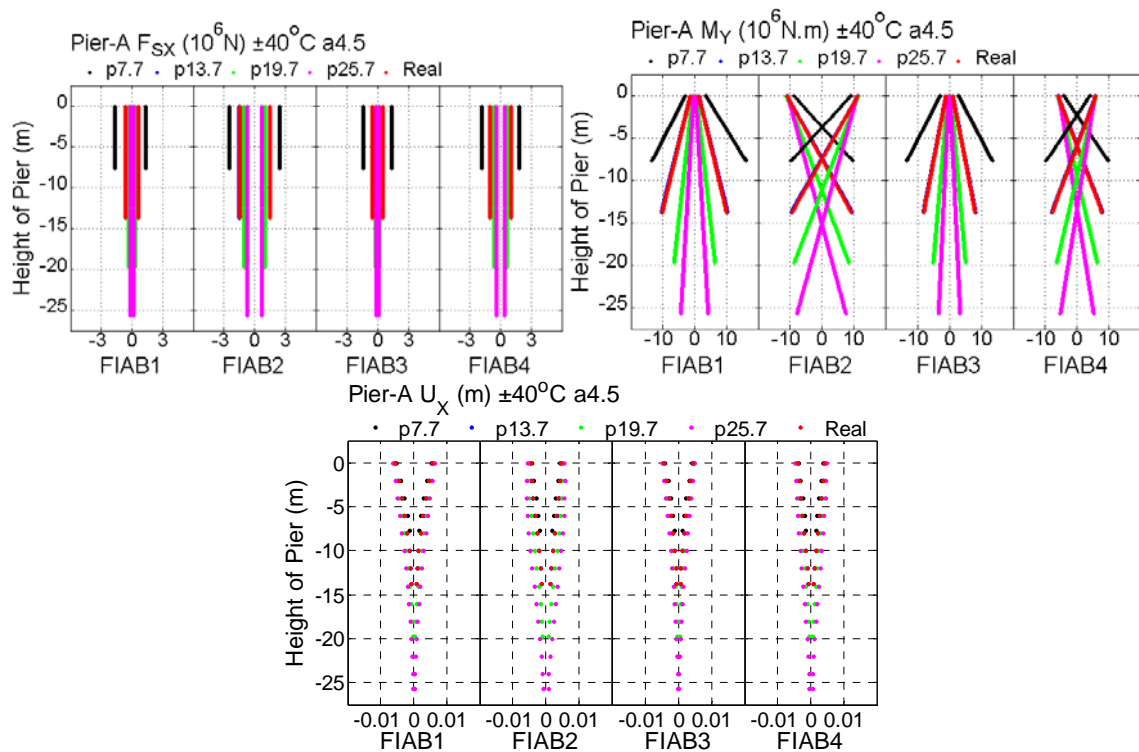 Pier-A F_SX (10^6N) ±40°C a4.5
p7.7 p13.7 p19.7 p25.7 Real
Height of Pier (m)
0
-5
-10
-15
-20
-25
-3 0 3 -3 0 3 -3 0 3 -3 0 3
FIAB1 FIAB2 FIAB3 FIAB4
Pier-A M_Y (10^6N.m) ±40°C a4.5
p7.7 p13.7 p19.7 p25.7 Real
Height of Pier (m)
0
-5
-10
-15
-20
-25
-10 0 10 -10 0 10 -10 0 10 -10 0 10
FIAB1 FIAB2 FIAB3 FIAB4
Pier-A U_X (m) ±40°C a4.5
p7.7 p13.7 p19.7 p25.7 Real
Height of Pier (m)
0
-5
-10
-15
-20
-25
-0.01 0 0.01 -0.01 0 0.01 -0.01 0 0.01 -0.01 0 0.01
FIAB1 FIAB2 FIAB3 FIAB4